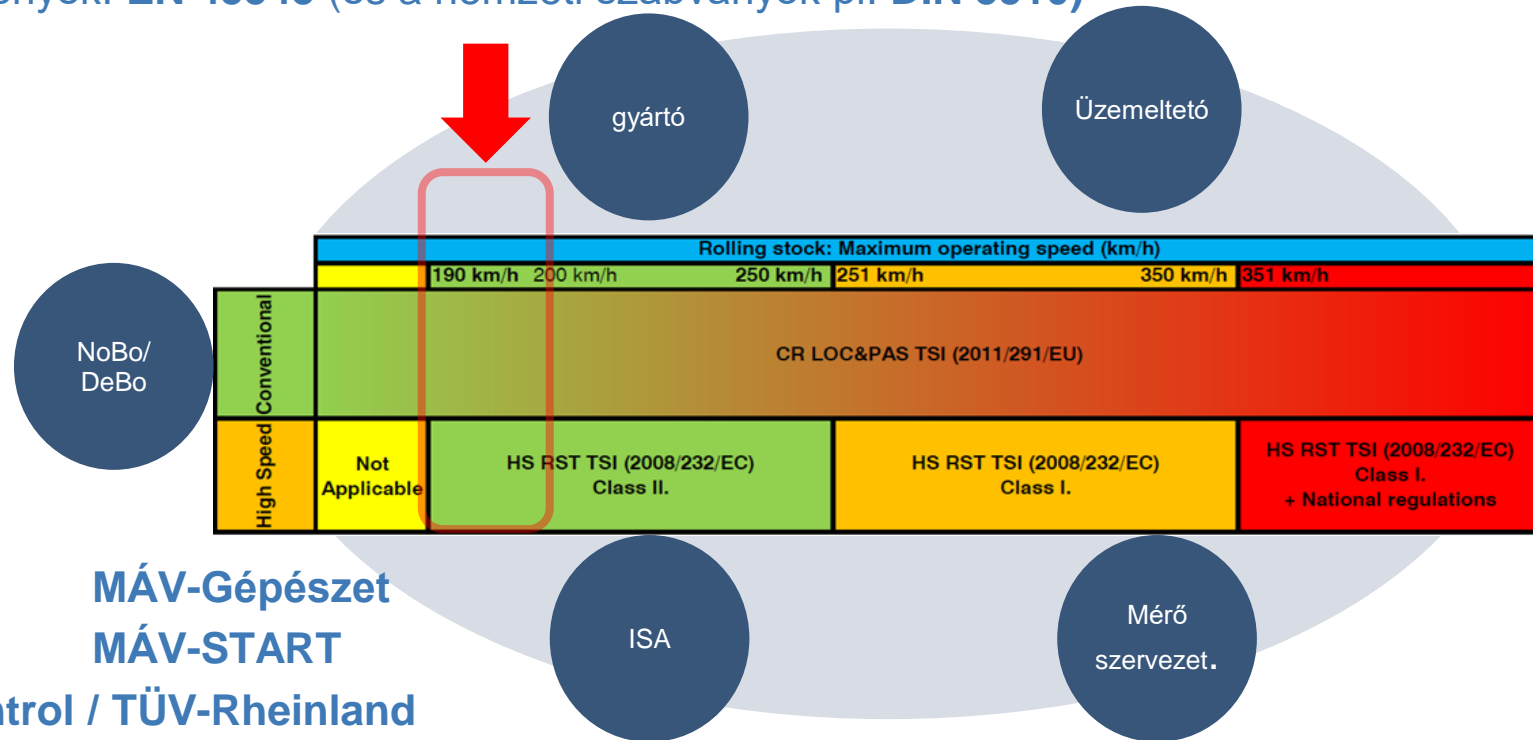 gyártó
Üzemeltető
Rolling stock: Maximum operating speed (km/h)
190 km/h 200 km/h 250 km/h 251 km/h 350 km/h 351 km/h
NoBo/
DeBo
Conventional
CR LOC&PAS TSI (2011/291/EU)
High Speed
Not
Applicable
HS RST TSI (2008/232/EC)
Class II.
HS RST TSI (2008/232/EC)
Class I.
HS RST TSI (2008/232/EC)
Class I.
+ National regulations
MÁV-Gépészet
MÁV-START
ntrol / TÜV-Rheinland
ISA
Mérő
szervezet.